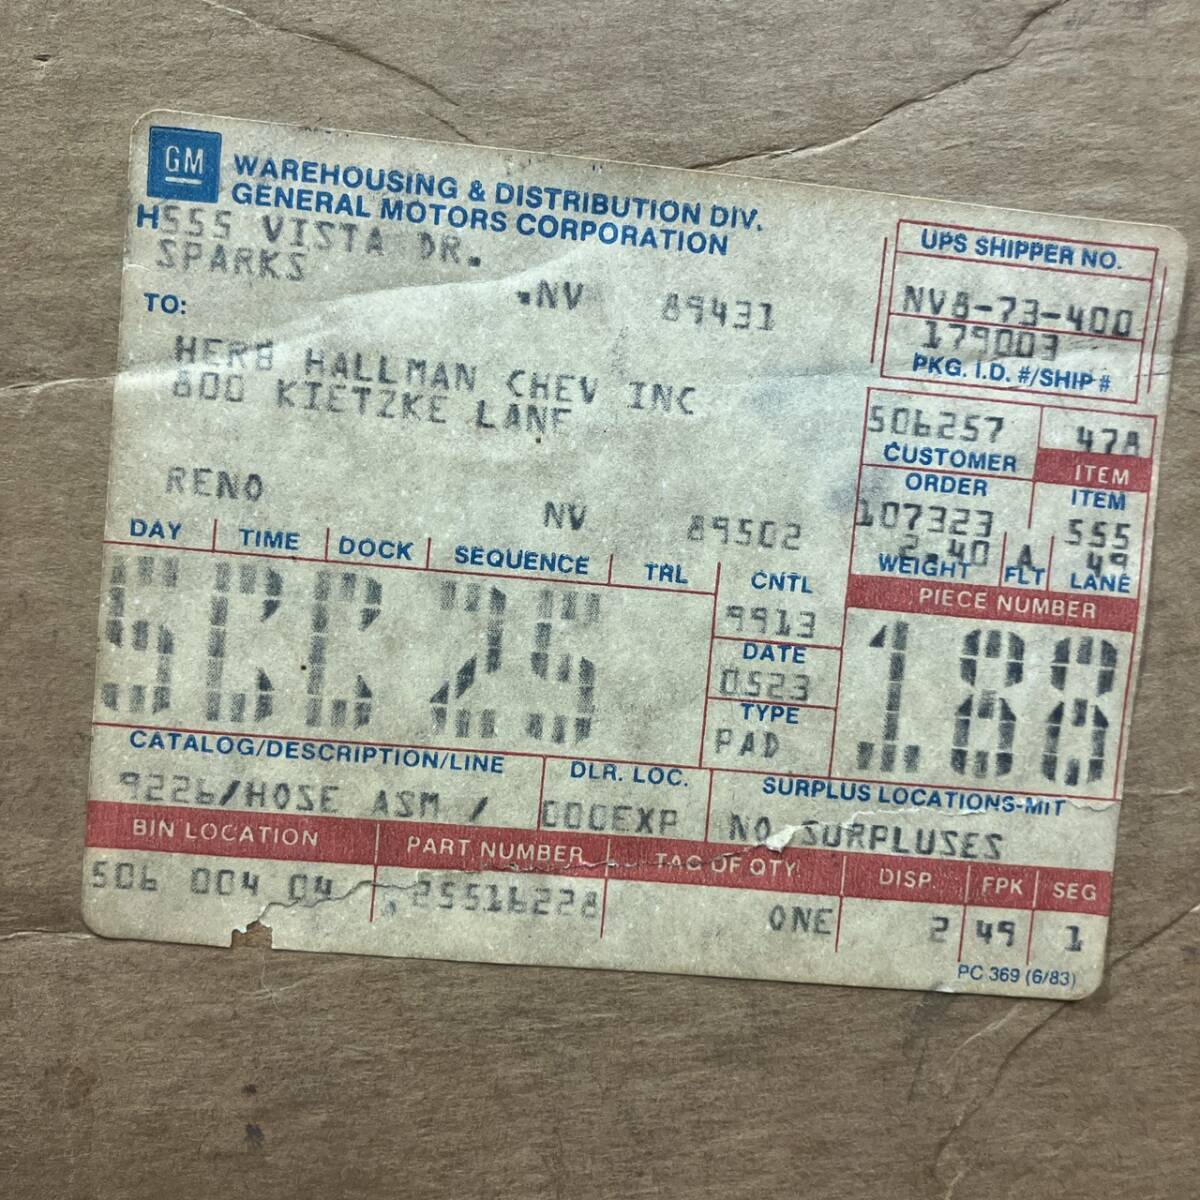 GM WAREHOUSING & DISTRIBUTION DIV.
GENERAL MOTORS CORPORATION
H555 VISTA DR.
SPARKS
.NV 89431
UPS SHIPPER NO.
NV8-73-400
179003
PKG. I.D. #/SHIP #
TO:
HERB HALLMAN CHEV INC
800 KIETZKE LANE
RENO
NV 89502
506257 478
CUSTOMER ITEM
ORDER ITEM
107323 555
2.40 A 49
WEIGHT FLT LANE
DAY TIME DOCK SEQUENCE TRL CNTL
9913
DATE
0523
TYPE
PAD
PIECE NUMBER
188
25
CATALOG/DESCRIPTION/LINE DLR. LOC. SURPLUS LOCATIONS-MIT
9226/HOSE ASM / 000EXP NO SURPLUSES
BIN LOCATION PART NUMBER TAG OF QTY. DISP. FPK SEG
506 004 04 25516228 ONE 2 49 1
PC 369 (6/83)